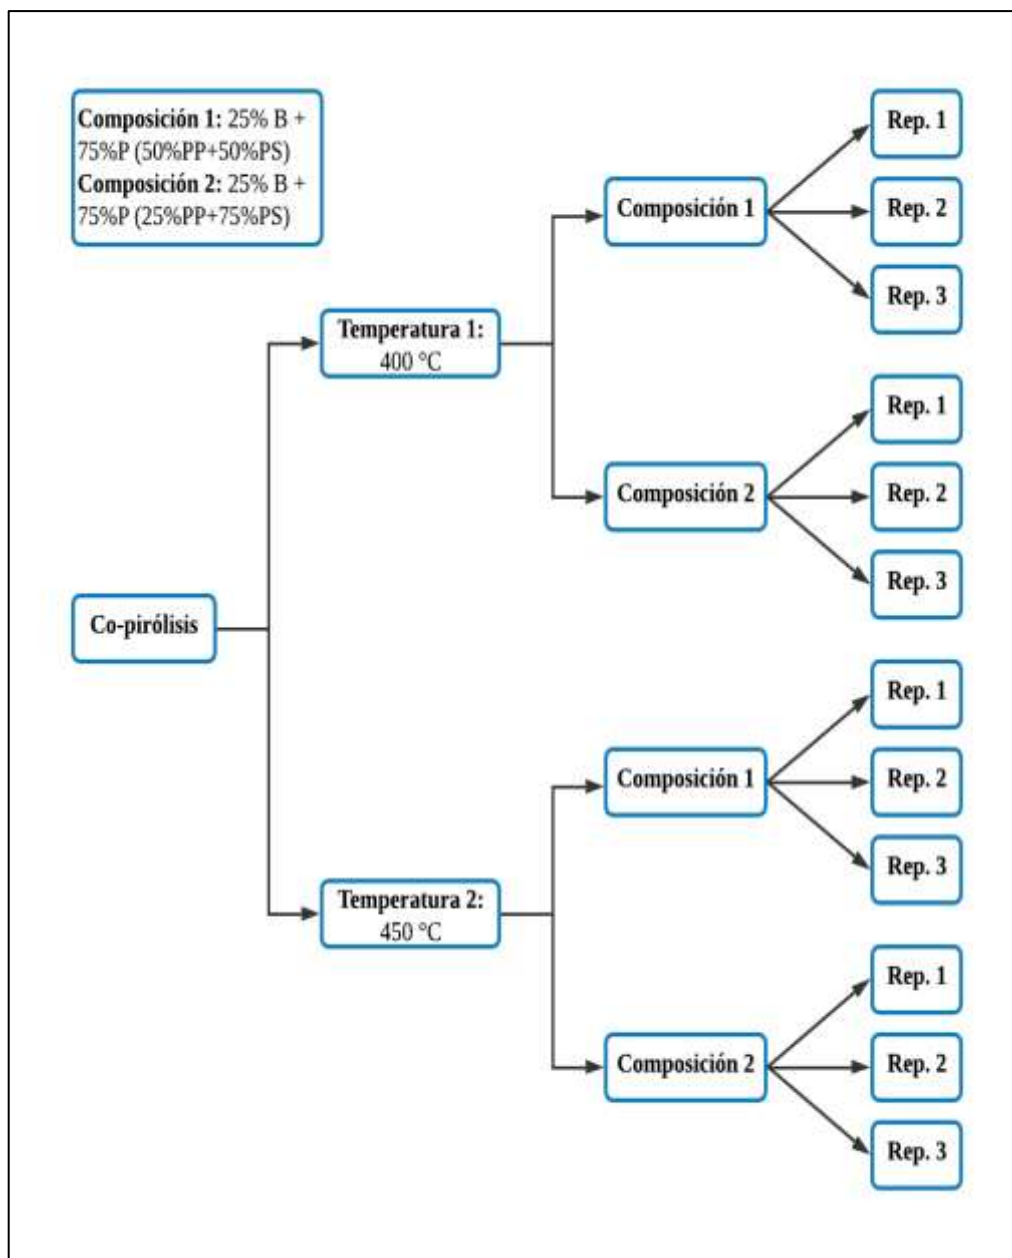 Composición 1: 25% B +
75%P (50%PP+50%PS)
Composición 2: 25% B +
75%P (25%PP+75%PS)
Co-pirólisis
Temperatura 1:
400 °C
Composición 1
Rep. 1
Rep. 2
Rep. 3
Composición 2
Rep. 1
Rep. 2
Rep. 3
Temperatura 2:
450 °C
Composición 1
Rep. 1
Rep. 2
Rep. 3
Composición 2
Rep. 1
Rep. 2
Rep. 3